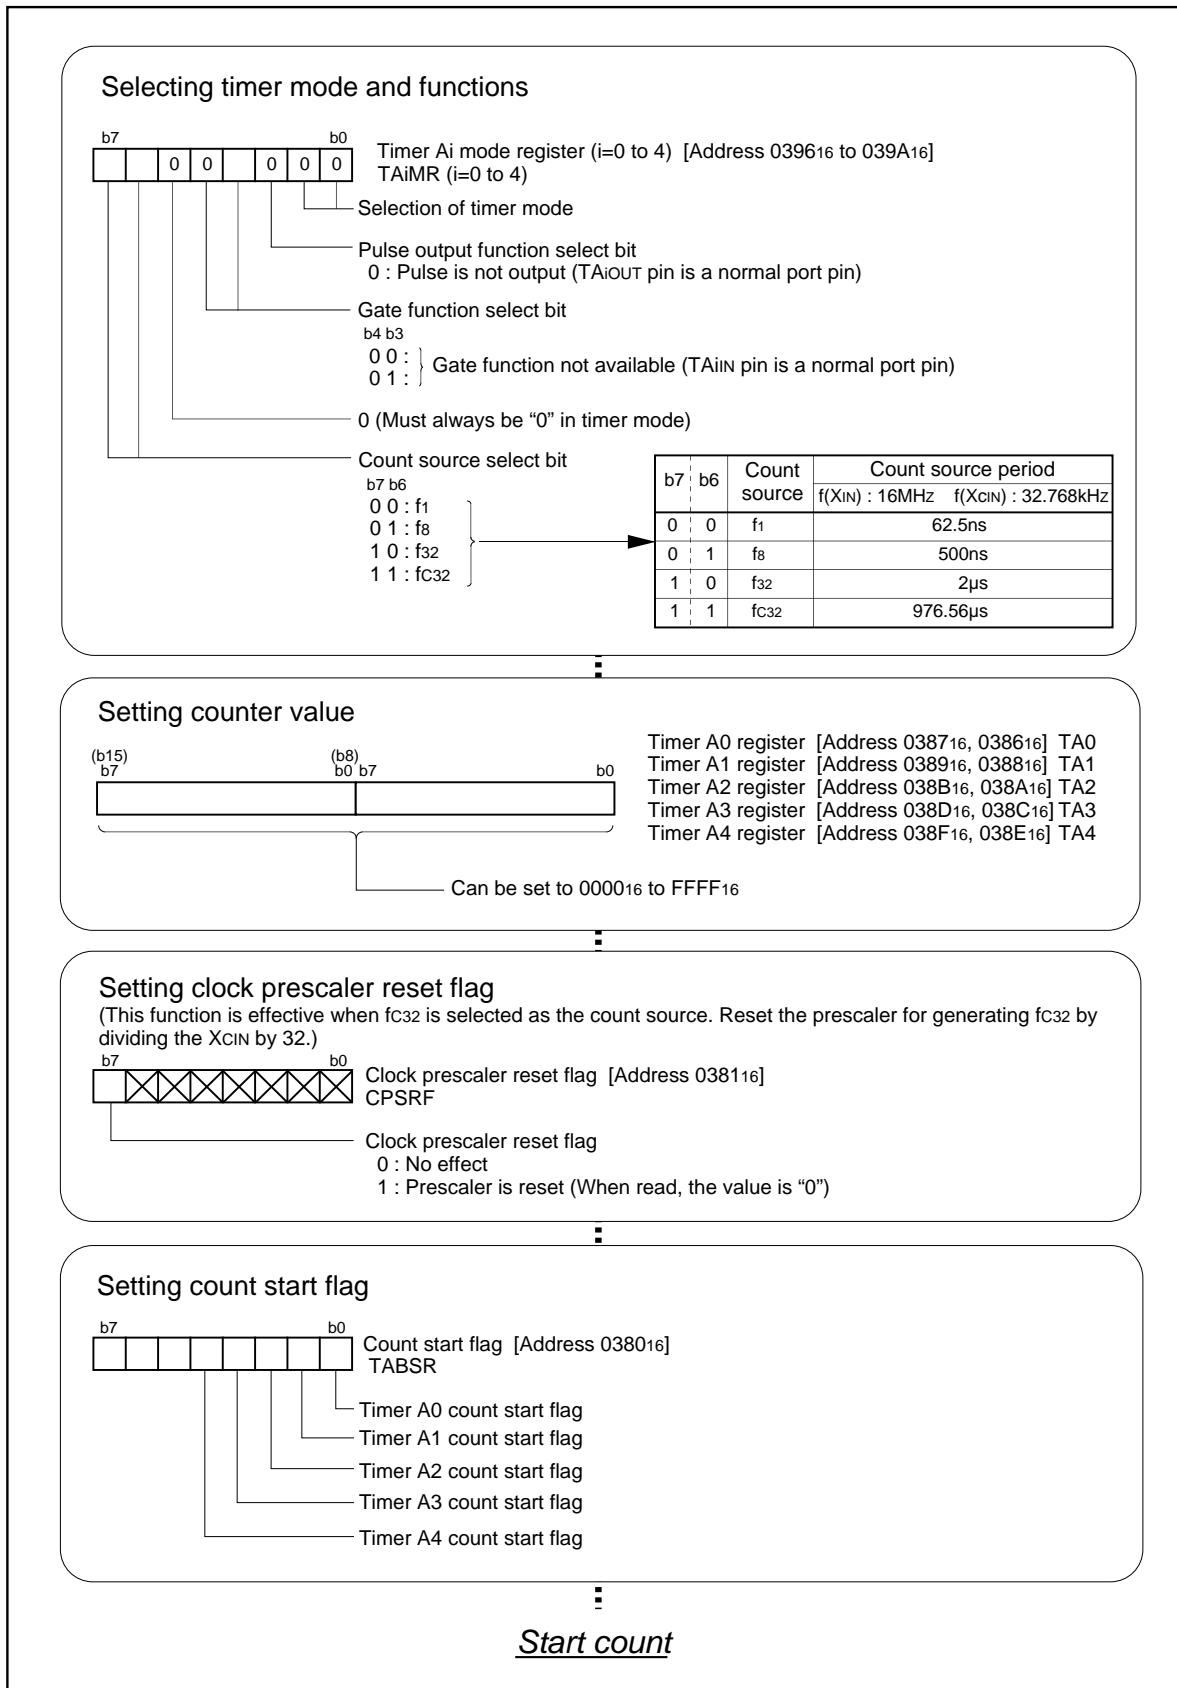 Selecting timer mode and functions
b7 b0
0 0 0 0 0
Timer Ai mode register (i=0 to 4) [Address 039616 to 039A16]
TAiMR (i=0 to 4)
Selection of timer mode
Pulse output function select bit
0 : Pulse is not output (TAiOUT pin is a normal port pin)
Gate function select bit
b4 b3
0 0 :
0 1 :
Gate function not available (TAiIN pin is a normal port pin)
0 (Must always be “0” in timer mode)
Count source select bit
b7 b6
0 0 : f1
0 1 : f8
1 0 : f32
1 1 : fC32
b7 b6 Count source Count source period
f(XIN) : 16MHz f(XCIN) : 32.768kHz
0 0 f1 62.5ns
0 1 f8 500ns
1 0 f32 2µs
1 1 fC32 976.56µs
Setting counter value
(b15) (b8)
b7 b0 b7 b0
Timer A0 register [Address 038716, 038616] TA0
Timer A1 register [Address 038916, 038816] TA1
Timer A2 register [Address 038B16, 038A16] TA2
Timer A3 register [Address 038D16, 038C16] TA3
Timer A4 register [Address 038F16, 038E16] TA4
Can be set to 000016 to FFFF16
Setting clock prescaler reset flag
(This function is effective when fC32 is selected as the count source. Reset the prescaler for generating fC32 by
dividing the XCIN by 32.)
b7 b0
Clock prescaler reset flag [Address 038116]
CPSRF
Clock prescaler reset flag
0 : No effect
1 : Prescaler is reset (When read, the value is “0”)
Setting count start flag
b7 b0
Count start flag [Address 038016]
TABSR
Timer A0 count start flag
Timer A1 count start flag
Timer A2 count start flag
Timer A3 count start flag
Timer A4 count start flag
Start count